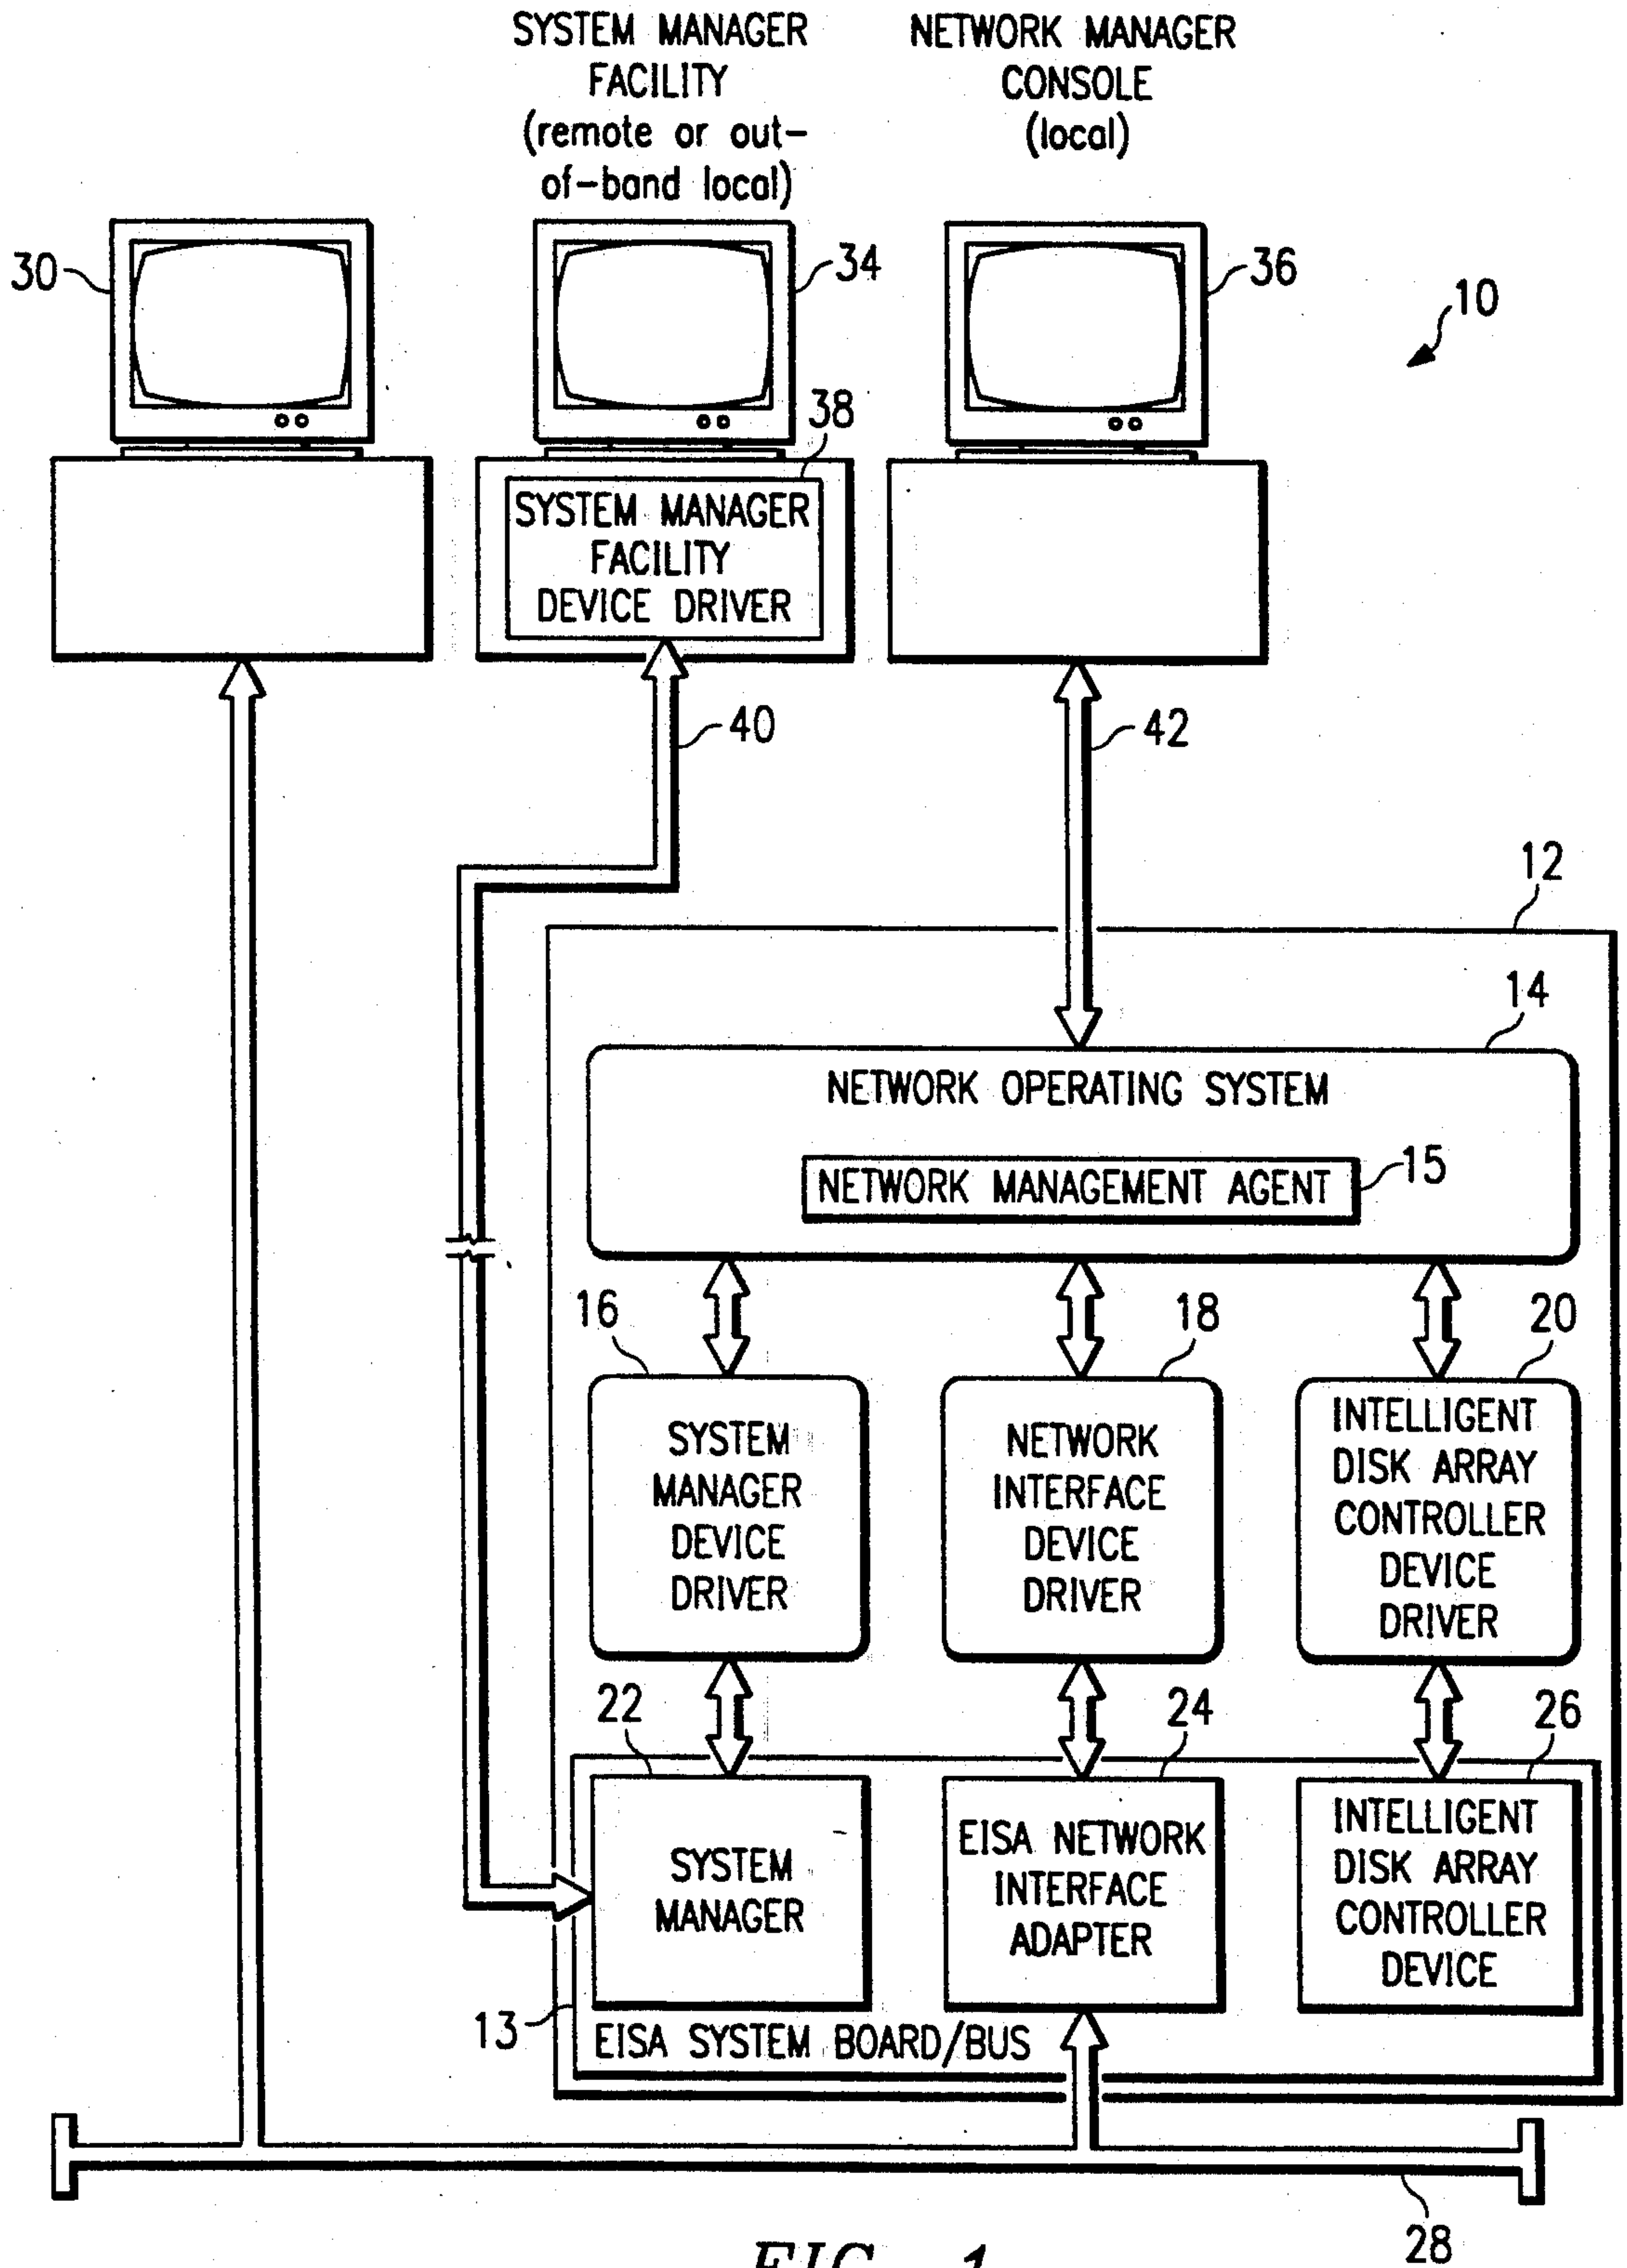 SYSTEM MANAGER
FACILITY
(remote or out-
of-band local)
NETWORK MANAGER
CONSOLE
(local)
30
34
36
10
38
SYSTEM MANAGER
FACILITY
DEVICE DRIVER
40
42
12
14
NETWORK OPERATING SYSTEM
NETWORK MANAGEMENT AGENT
15
16
18
20
SYSTEM
MANAGER
DEVICE
DRIVER
NETWORK
INTERFACE
DEVICE
DRIVER
INTELLIGENT
DISK ARRAY
CONTROLLER
DEVICE
DRIVER
22
24
26
SYSTEM
MANAGER
EISA NETWORK
INTERFACE
ADAPTER
INTELLIGENT
DISK ARRAY
CONTROLLER
DEVICE
13
EISA SYSTEM BOARD/BUS
28
FIG. 1